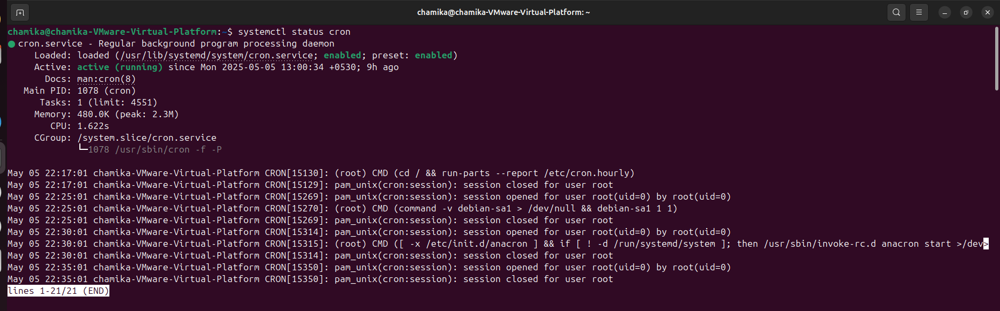 chamika@chamika-VMware-Virtual-Platform: ~
chamika@chamika-VMware-Virtual-Platform:~$ systemctl status cron
● cron.service - Regular background program processing daemon
     Loaded: loaded (/usr/lib/systemd/system/cron.service; enabled; preset: enabled)
     Active: active (running) since Mon 2025-05-05 13:00:34 +0530; 9h ago
       Docs: man:cron(8)
   Main PID: 1078 (cron)
      Tasks: 1 (limit: 4551)
     Memory: 480.0K (peak: 2.3M)
        CPU: 1.622s
     CGroup: /system.slice/cron.service
             └─1078 /usr/sbin/cron -f -P
May 05 22:17:01 chamika-VMware-Virtual-Platform CRON[15130]: (root) CMD (cd / && run-parts --report /etc/cron.hourly)
May 05 22:17:01 chamika-VMware-Virtual-Platform CRON[15129]: pam_unix(cron:session): session closed for user root
May 05 22:25:01 chamika-VMware-Virtual-Platform CRON[15269]: pam_unix(cron:session): session opened for user root(uid=0) by root(uid=0)
May 05 22:25:01 chamika-VMware-Virtual-Platform CRON[15270]: (root) CMD (command -v debian-sa1 > /dev/null && debian-sa1 1 1)
May 05 22:25:01 chamika-VMware-Virtual-Platform CRON[15269]: pam_unix(cron:session): session closed for user root
May 05 22:30:01 chamika-VMware-Virtual-Platform CRON[15314]: pam_unix(cron:session): session opened for user root(uid=0) by root(uid=0)
May 05 22:30:01 chamika-VMware-Virtual-Platform CRON[15315]: (root) CMD ([ -x /etc/init.d/anacron ] && if [ ! -d /run/systemd/system ]; then /usr/sbin/invoke-rc.d anacron start >/dev>
May 05 22:30:01 chamika-VMware-Virtual-Platform CRON[15314]: pam_unix(cron:session): session closed for user root
May 05 22:35:01 chamika-VMware-Virtual-Platform CRON[15350]: pam_unix(cron:session): session opened for user root(uid=0) by root(uid=0)
May 05 22:35:01 chamika-VMware-Virtual-Platform CRON[15350]: pam_unix(cron:session): session closed for user root
lines 1-21/21 (END)